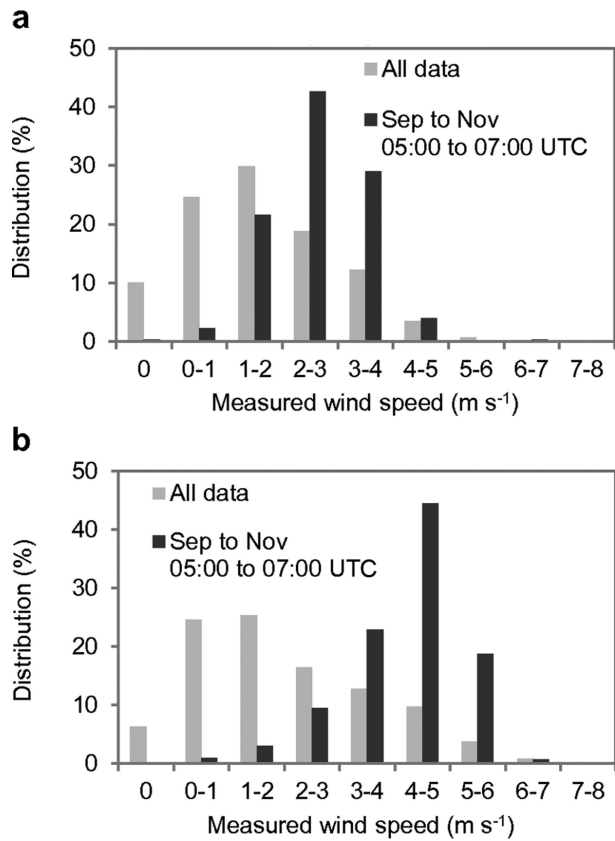 a
50
40
30
20
10
0
Distribution (%)
All data
Sep to Nov
05:00 to 07:00 UTC
0 0-1 1-2 2-3 3-4 4-5 5-6 6-7 7-8
Measured wind speed (m s⁻¹)
b
50
40
30
20
10
0
Distribution (%)
All data
Sep to Nov
05:00 to 07:00 UTC
0 0-1 1-2 2-3 3-4 4-5 5-6 6-7 7-8
Measured wind speed (m s⁻¹)